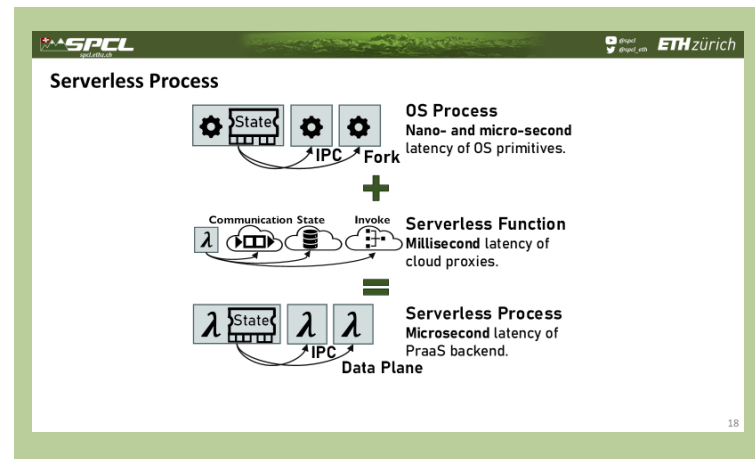 SPCL
spcl.ethz.ch
@spcl
@spcl_eth
ETH zürich
Serverless Process
State
IPC
Fork
OS Process
Nano- and micro-second
latency of OS primitives.
+
Communication State Invoke
λ
Serverless Function
Millisecond latency of
cloud proxies.
=
λ State λ λ
IPC
Data Plane
Serverless Process
Microsecond latency of
PraaS backend.
18